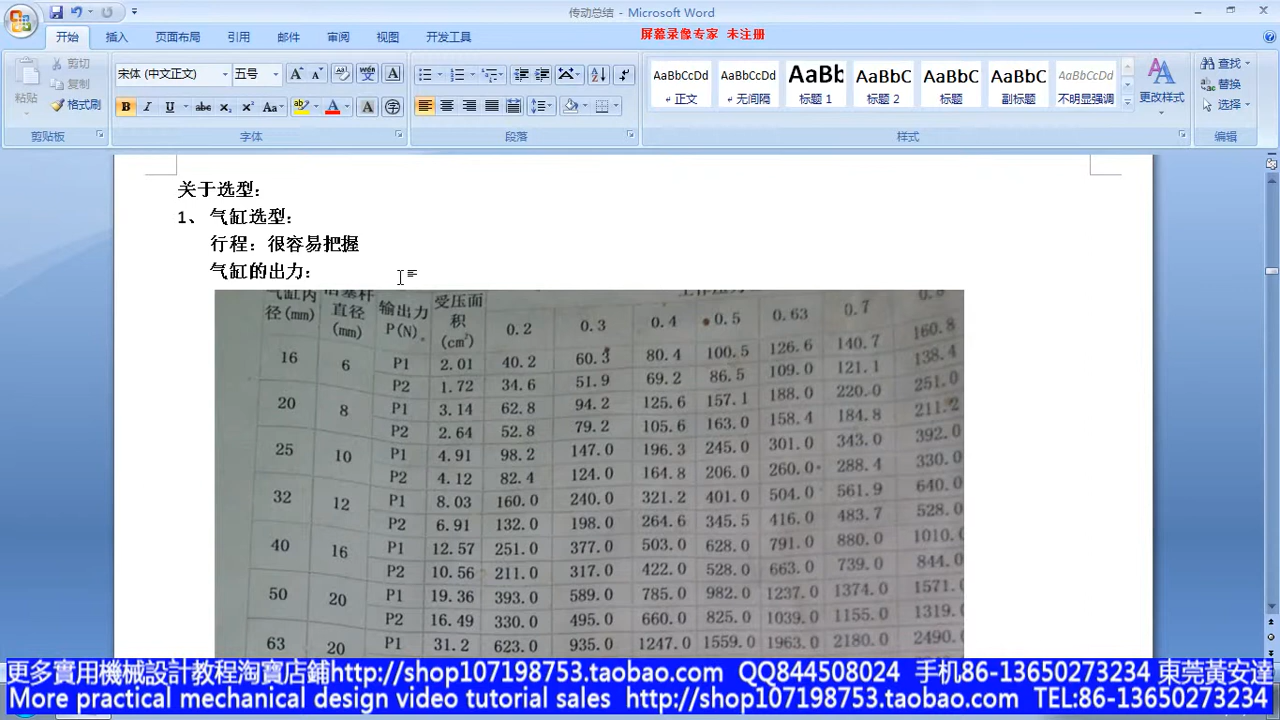 传动总结 - Microsoft Word
屏幕录像专家 未注册
开始 插入 页面布局 引用 邮件 审阅 视图 开发工具
粘贴 剪切 复制 格式刷
宋体 (中文正文) 五号
B I U abc X₂ X² Aa A A
AaBbCcDd AaBbCcDd AaBb AaBbC AaBbC AaBbC AaBbCcDd
正文 无间隔 标题 1 标题 2 标题 副标题 不明显强调
更改样式
查找 替换 选择
剪贴板 字体 段落 样式 编辑
关于选型：
1、 气缸选型：
行程：很容易把握
气缸的出力：
气缸内径(mm) 直径(mm) 输出力P(N) 受压面积(cm²) 0.2 0.3 0.4 0.5 0.63 0.7
16 6 P1 2.01 40.2 60.3 80.4 100.5 126.6 140.7 160.8
P2 1.72 34.6 51.9 69.2 86.5 109.0 121.1 138.4
20 8 P1 3.14 62.8 94.2 125.6 157.1 188.0 220.0 251.0
P2 2.64 52.8 79.2 105.6 163.0 158.4 184.8 211.2
25 10 P1 4.91 98.2 147.0 196.3 245.0 301.0 343.0 392.0
P2 4.12 82.4 124.0 164.8 206.0 260.0 288.4 330.0
32 12 P1 8.03 160.0 240.0 321.2 401.0 504.0 561.9 640.0
P2 6.91 132.0 198.0 264.6 345.5 416.0 483.7 528.0
40 16 P1 12.57 251.0 377.0 503.0 628.0 791.0 880.0 1010.0
P2 10.56 211.0 317.0 422.0 528.0 663.0 739.0 844.0
50 20 P1 19.36 393.0 589.0 785.0 982.0 1237.0 1374.0 1571.0
P2 16.49 330.0 495.0 660.0 825.0 1039.0 1155.0 1319.0
63 20 P1 31.2 623.0 935.0 1247.0 1559.0 1963.0 2180.0 2490.0
更多實用機械設計教程淘寶店鋪http://shop107198753.taobao.com QQ844508024 手机86-13650273234 東莞黃安達
More practical mechanical design video tutorial sales http://shop107198753.taobao.com TEL:86-13650273234